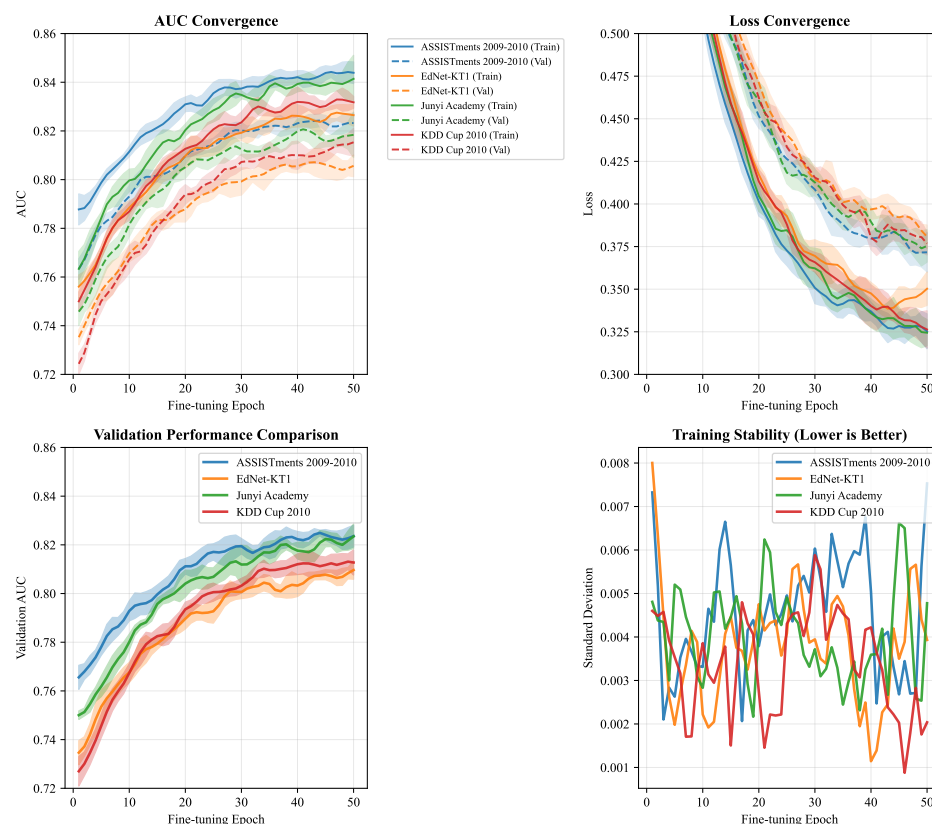 AUC Convergence
0.86
0.84
0.82
0.80
0.78
0.76
0.74
0.72
AUC
0 10 20 30 40 50
Fine-tuning Epoch
ASSISTments 2009-2010 (Train)
ASSISTments 2009-2010 (Val)
EdNet-KT1 (Train)
EdNet-KT1 (Val)
Junyi Academy (Train)
Junyi Academy (Val)
KDD Cup 2010 (Train)
KDD Cup 2010 (Val)
Loss Convergence
0.500
0.475
0.450
0.425
0.400
0.375
0.350
0.325
0.300
Loss
0 10 20 30 40 50
Fine-tuning Epoch
Validation Performance Comparison
0.86
0.84
0.82
0.80
0.78
0.76
0.74
0.72
Validation AUC
ASSISTments 2009-2010
EdNet-KT1
Junyi Academy
KDD Cup 2010
0 10 20 30 40 50
Fine-tuning Epoch
Training Stability (Lower is Better)
0.008
0.007
0.006
0.005
0.004
0.003
0.002
0.001
Standard Deviation
ASSISTments 2009-2010
EdNet-KT1
Junyi Academy
KDD Cup 2010
0 10 20 30 40 50
Fine-tuning Epoch